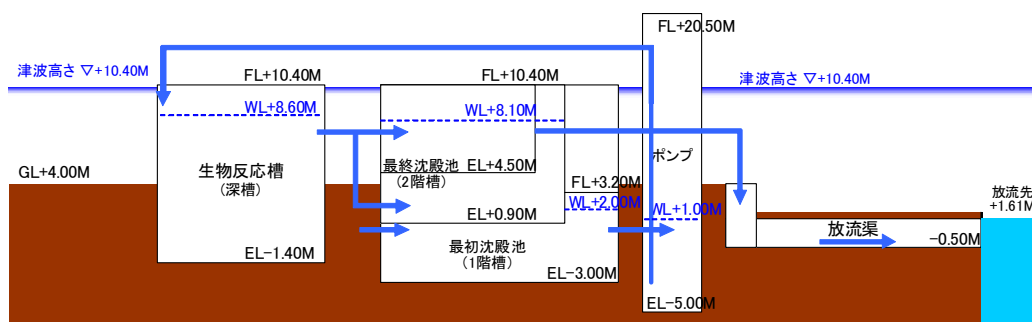 FL+20.50M
津波高さ ▽+10.40M
FL+10.40M
FL+10.40M
津波高さ ▽+10.40M
WL+8.60M
WL+8.10M
生物反応槽
(深槽)
最終沈殿池
(2階槽)
EL+4.50M
ポンプ
GL+4.00M
FL+3.20M
WL+2.00M
WL+1.00M
放流先
+1.61M
EL+0.90M
放流渠
-0.50M
EL-1.40M
最初沈殿池
(1階槽)
EL-3.00M
EL-5.00M